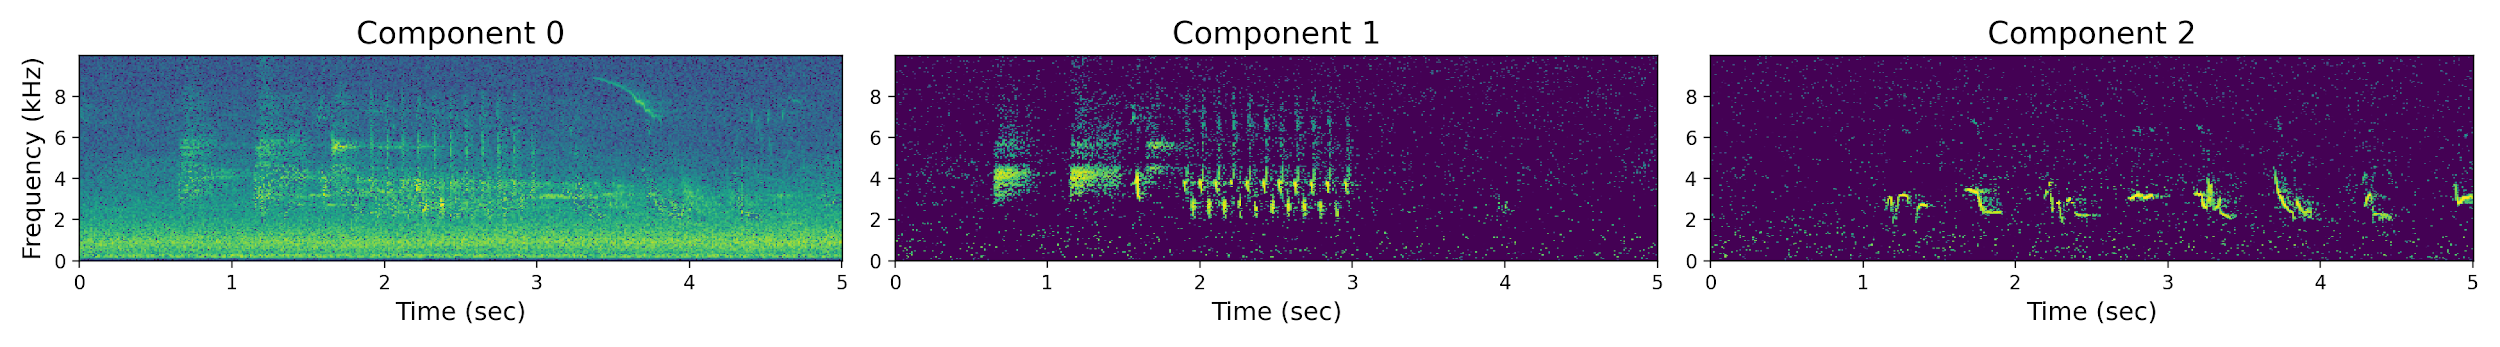 Component 0 Component 1 Component 2
Frequency (kHz)
8 8 8
6 6 6
4 4 4
2 2 2
0 0 0
0 1 2 3 4 5 0 1 2 3 4 5 0 1 2 3 4 5
Time (sec) Time (sec) Time (sec)